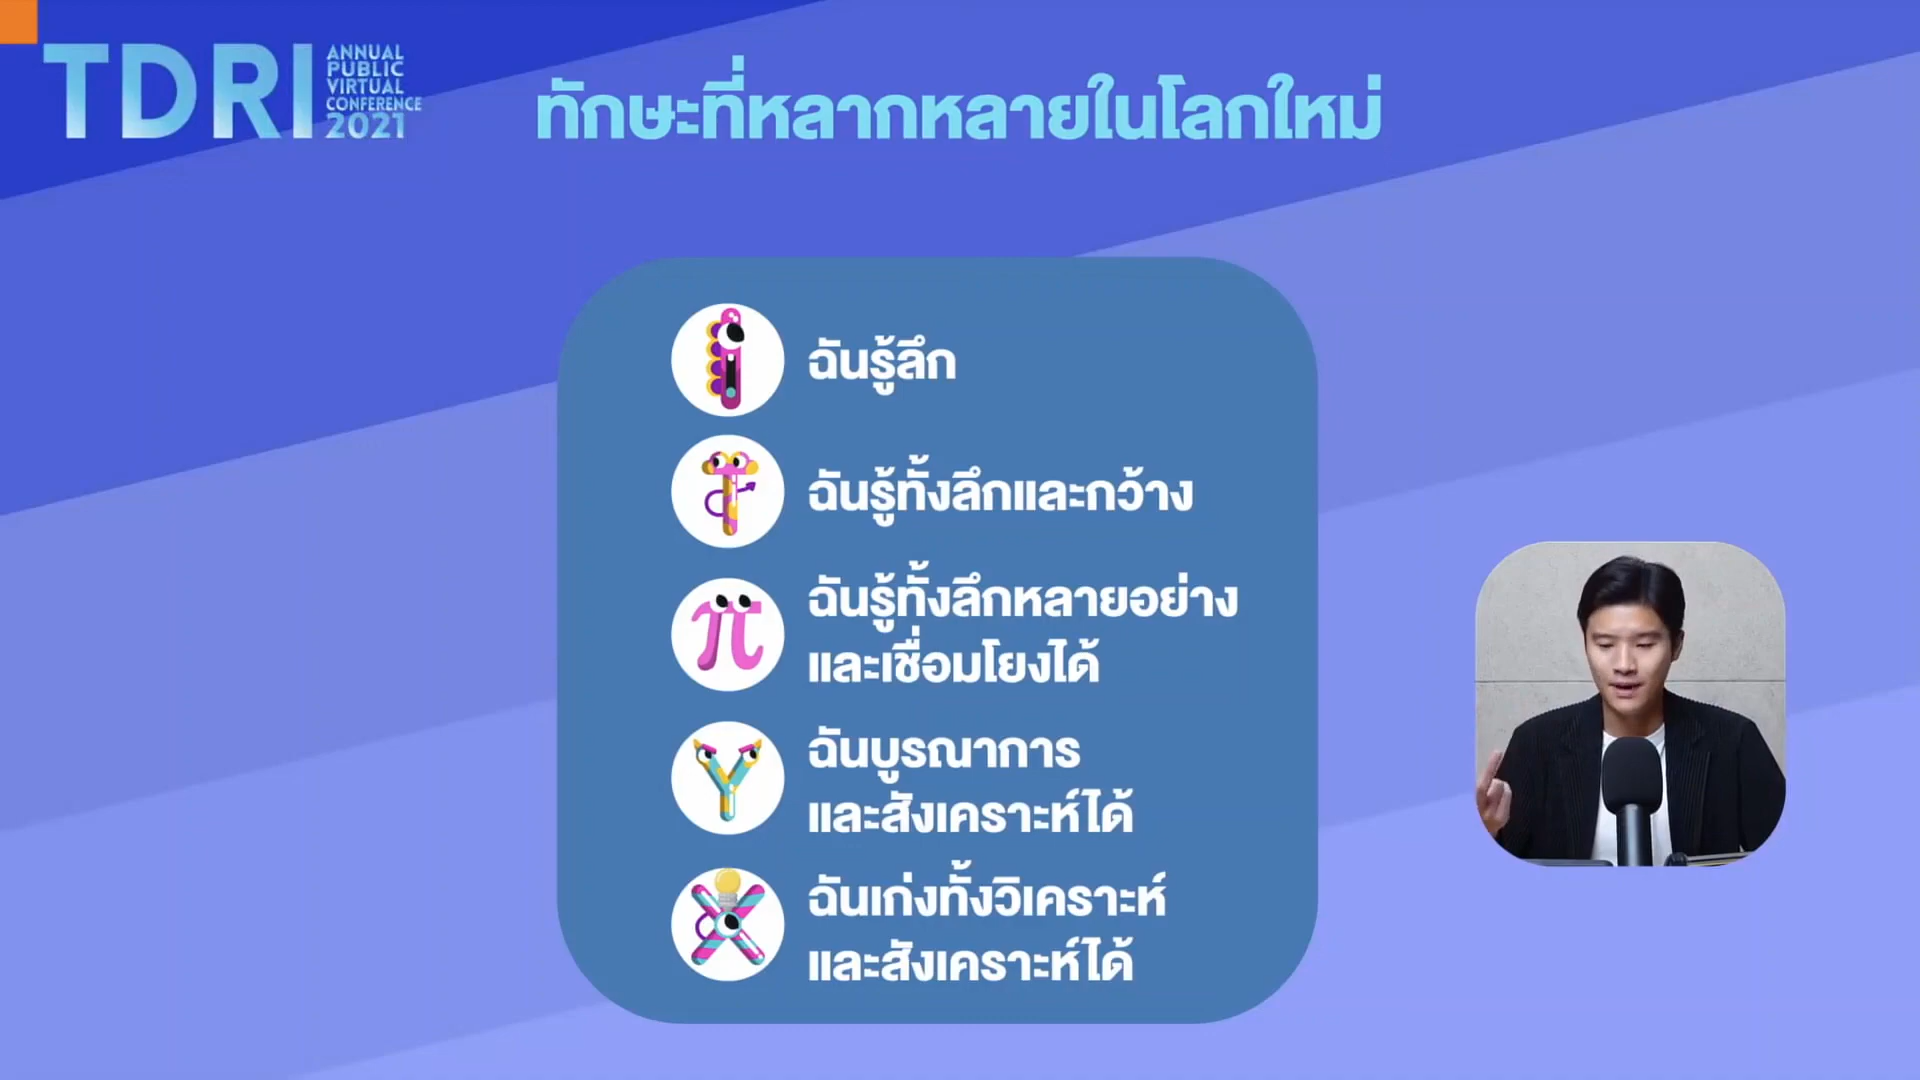 TDRI
ANNUAL
PUBLIC
VIRTUAL
CONFERENCE
2021
ทักษะที่หลากหลายในโลกใหม่
ฉันรู้ลึก
ฉันรู้ทั้งลึกและกว้าง
ฉันรู้ทั้งลึกหลายอย่าง
และเชื่อมโยงได้
ฉันบูรณาการ
และสังเคราะห์ได้
ฉันเก่งทั้งวิเคราะห์
และสังเคราะห์ได้